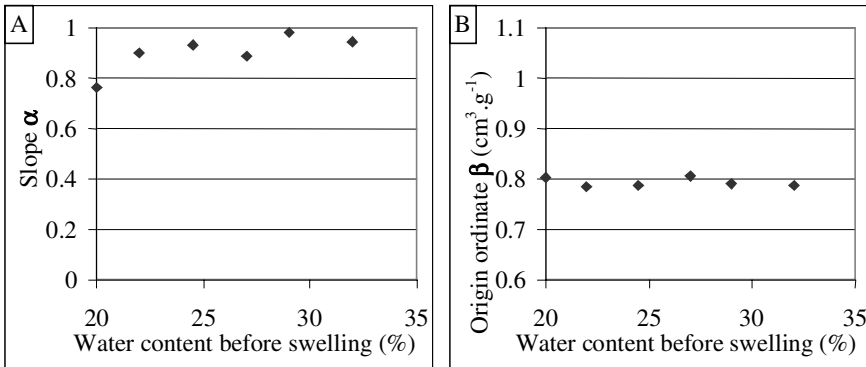 A
1
0.8
0.6
0.4
0.2
0
Slope α
20 25 30 35
Water content before swelling (%)
B
1.1
1
0.9
0.8
0.7
0.6
Origin ordinate β (cm³.g⁻¹)
20 25 30 35
Water content before swelling (%)